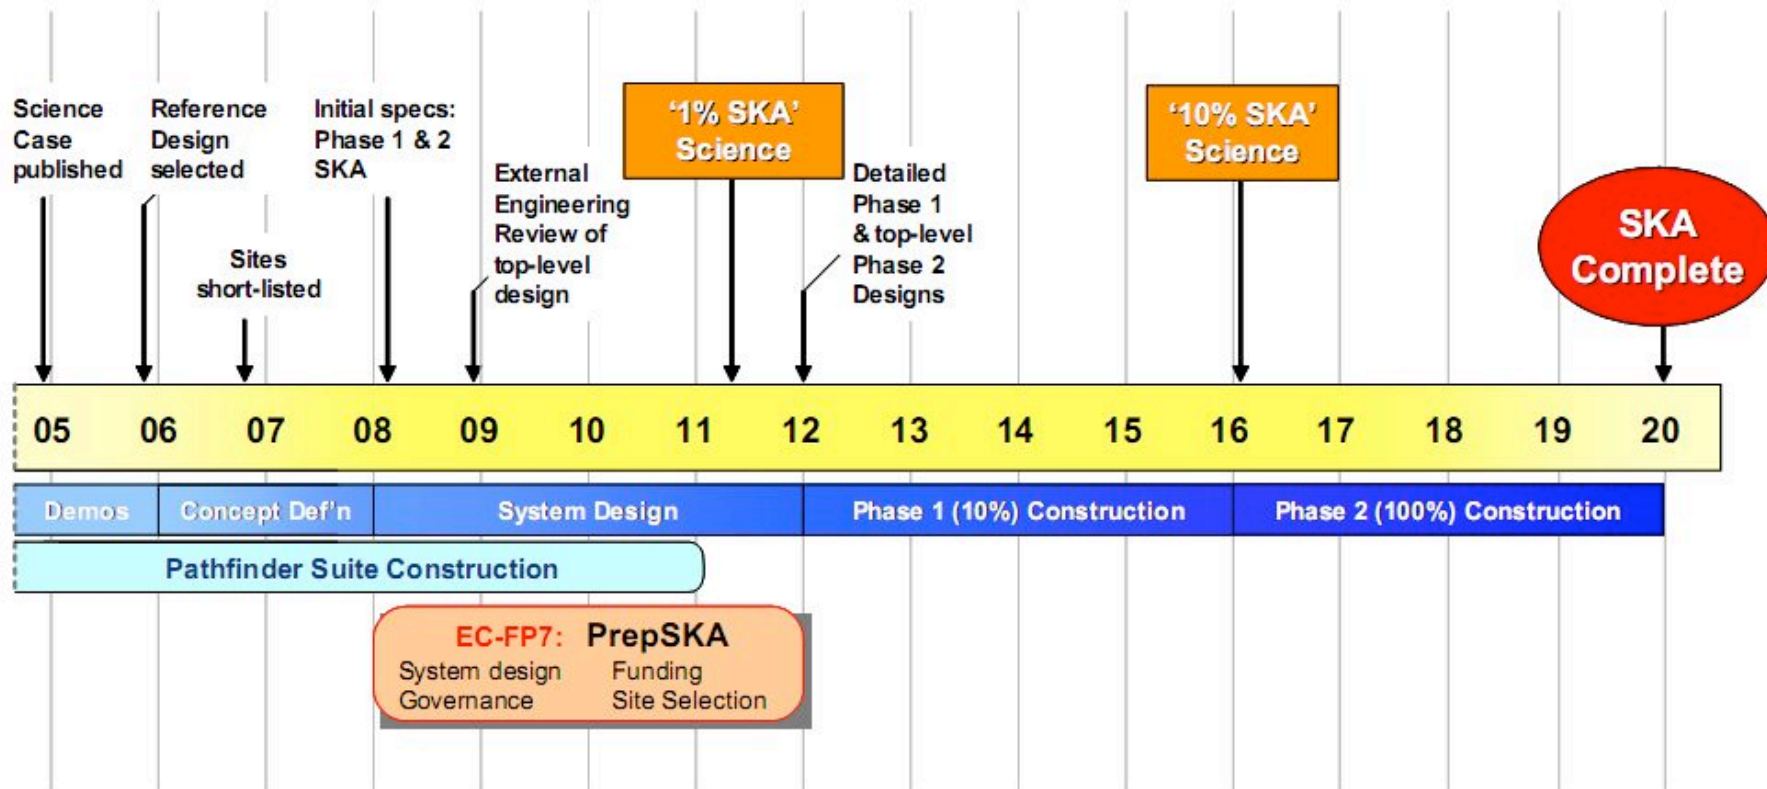 Science
Case
published
Reference
Design
selected
Sites
short-listed
Initial specs:
Phase 1 & 2
SKA
External
Engineering
Review of
top-level
design
‘1% SKA’
Science
Detailed
Phase 1
& top-level
Phase 2
Designs
‘10% SKA’
Science
SKA
Complete
05 06 07 08 09 10 11 12 13 14 15 16 17 18 19 20
Demos Concept Def’n System Design Phase 1 (10%) Construction Phase 2 (100%) Construction
Pathfinder Suite Construction
EC-FP7: PrepSKA
System design Funding
Governance Site Selection